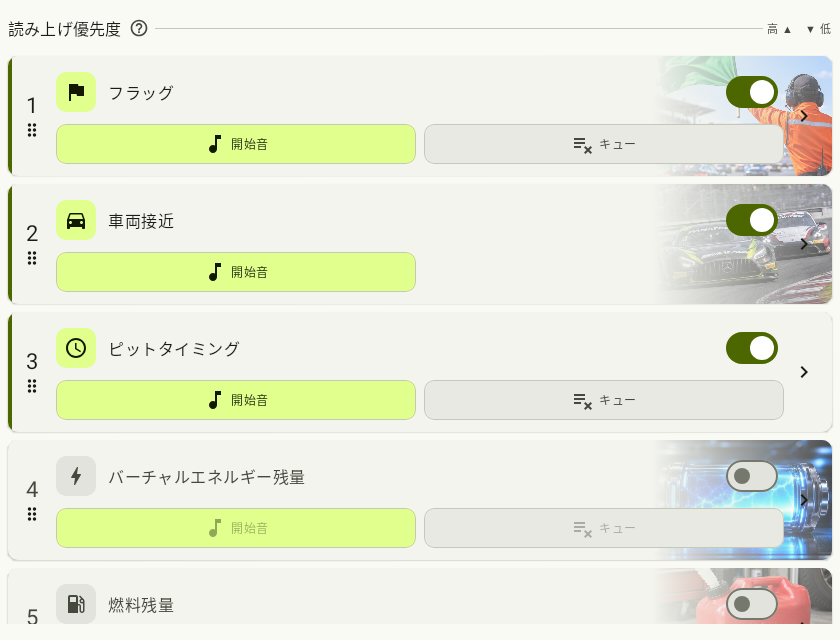 読み上げ優先度
高 ▲ ▼ 低
1
フラッグ
開始音 キュー
2
車両接近
開始音
3
ピットタイミング
開始音 キュー
4
バーチャルエネルギー残量
開始音 キュー
5
燃料残量